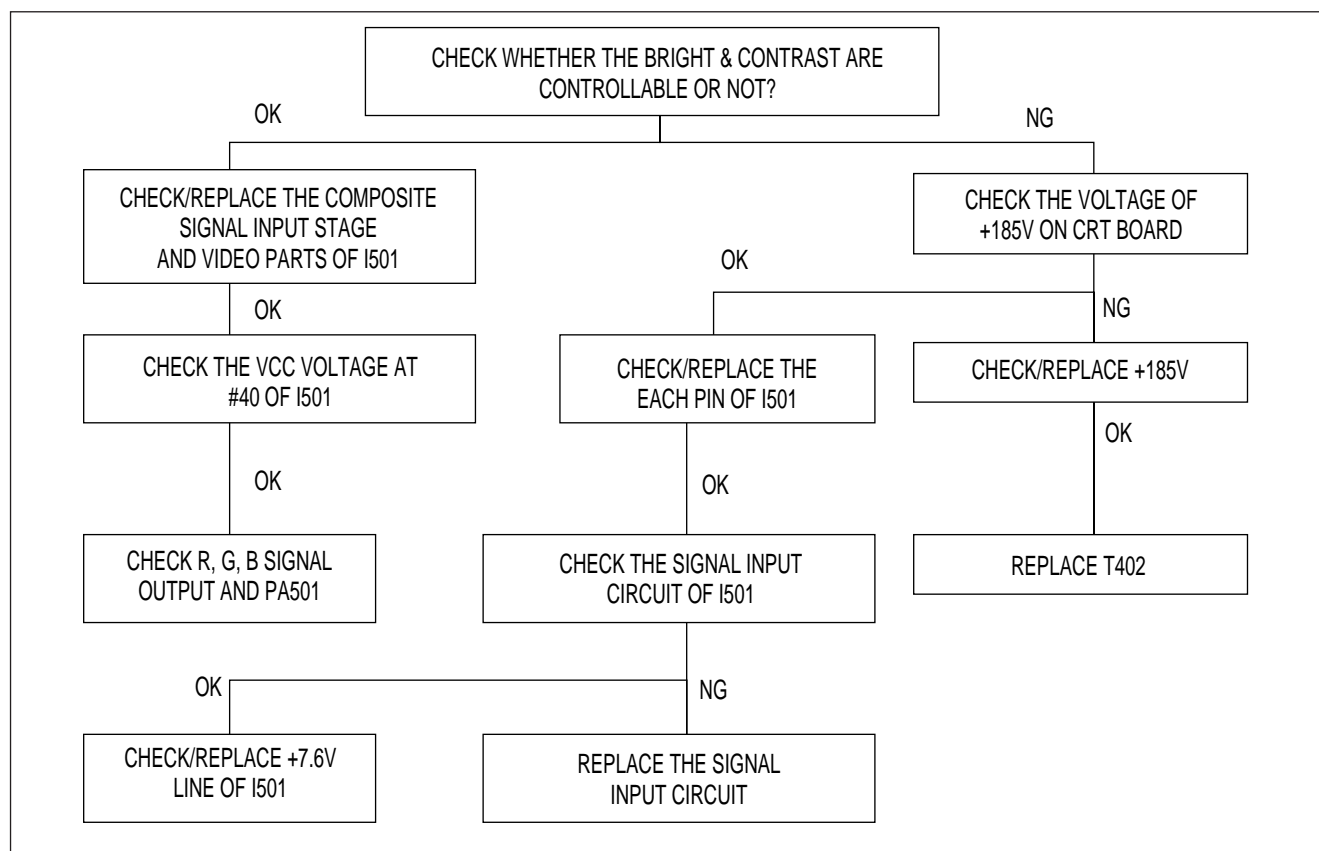 CHECK WHETHER THE BRIGHT & CONTRAST ARE
CONTROLLABLE OR NOT?
OK
NG
CHECK/REPLACE THE COMPOSITE
SIGNAL INPUT STAGE
AND VIDEO PARTS OF I501
CHECK THE VOLTAGE OF
+185V ON CRT BOARD
OK
OK
NG
CHECK THE VCC VOLTAGE AT
#40 OF I501
CHECK/REPLACE THE
EACH PIN OF I501
CHECK/REPLACE +185V
OK
OK
OK
CHECK R, G, B SIGNAL
OUTPUT AND PA501
CHECK THE SIGNAL INPUT
CIRCUIT OF I501
REPLACE T402
OK
NG
CHECK/REPLACE +7.6V
LINE OF I501
REPLACE THE SIGNAL
INPUT CIRCUIT